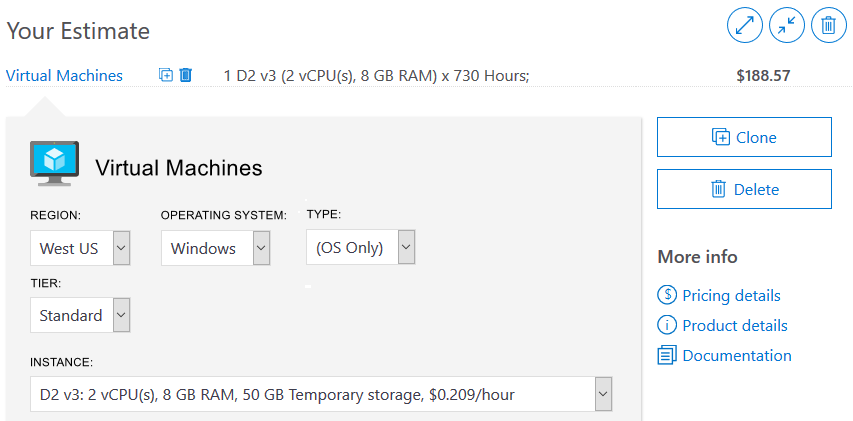 Your Estimate
Virtual Machines 1 D2 v3 (2 vCPU(s), 8 GB RAM) x 730 Hours; $188.57
Virtual Machines
REGION: OPERATING SYSTEM: TYPE:
West US Windows (OS Only)
TIER:
Standard
INSTANCE:
D2 v3: 2 vCPU(s), 8 GB RAM, 50 GB Temporary storage, $0.209/hour
Clone
Delete
More info
$ Pricing details
i Product details
Documentation